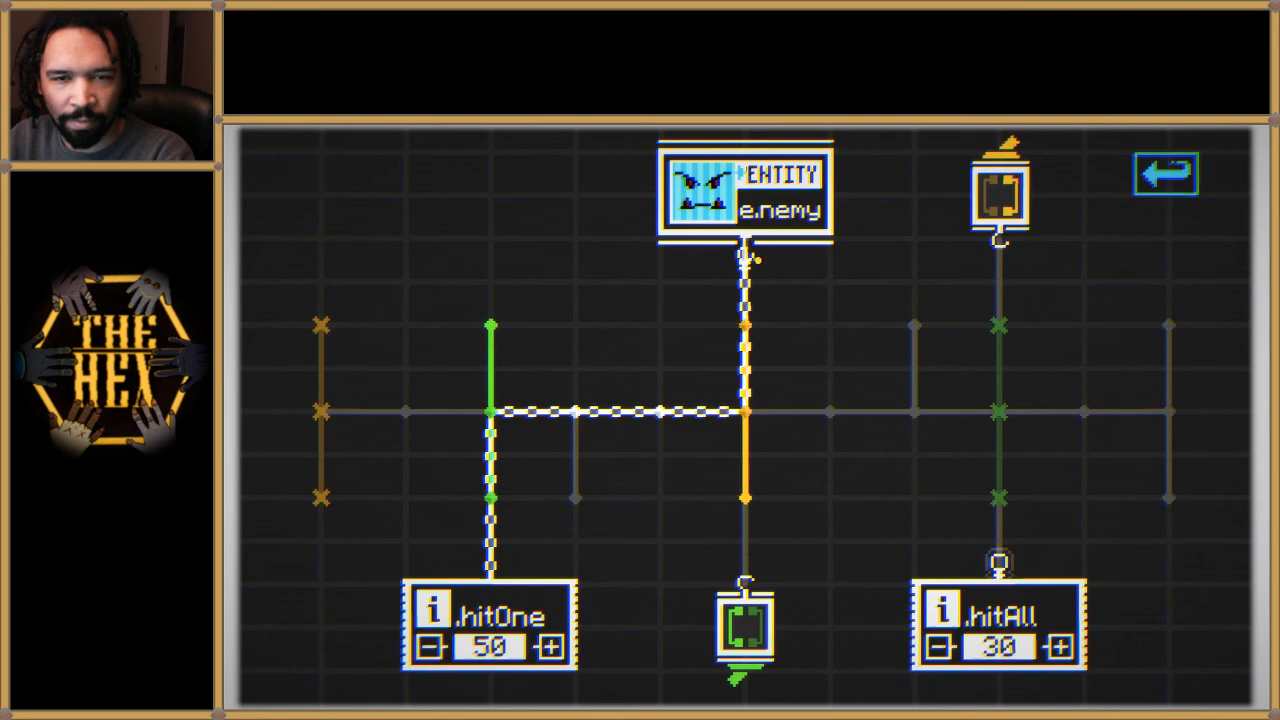 ENTITY
e.nemy
THE
HEX
i .hitOne
50
i .hitAll
30